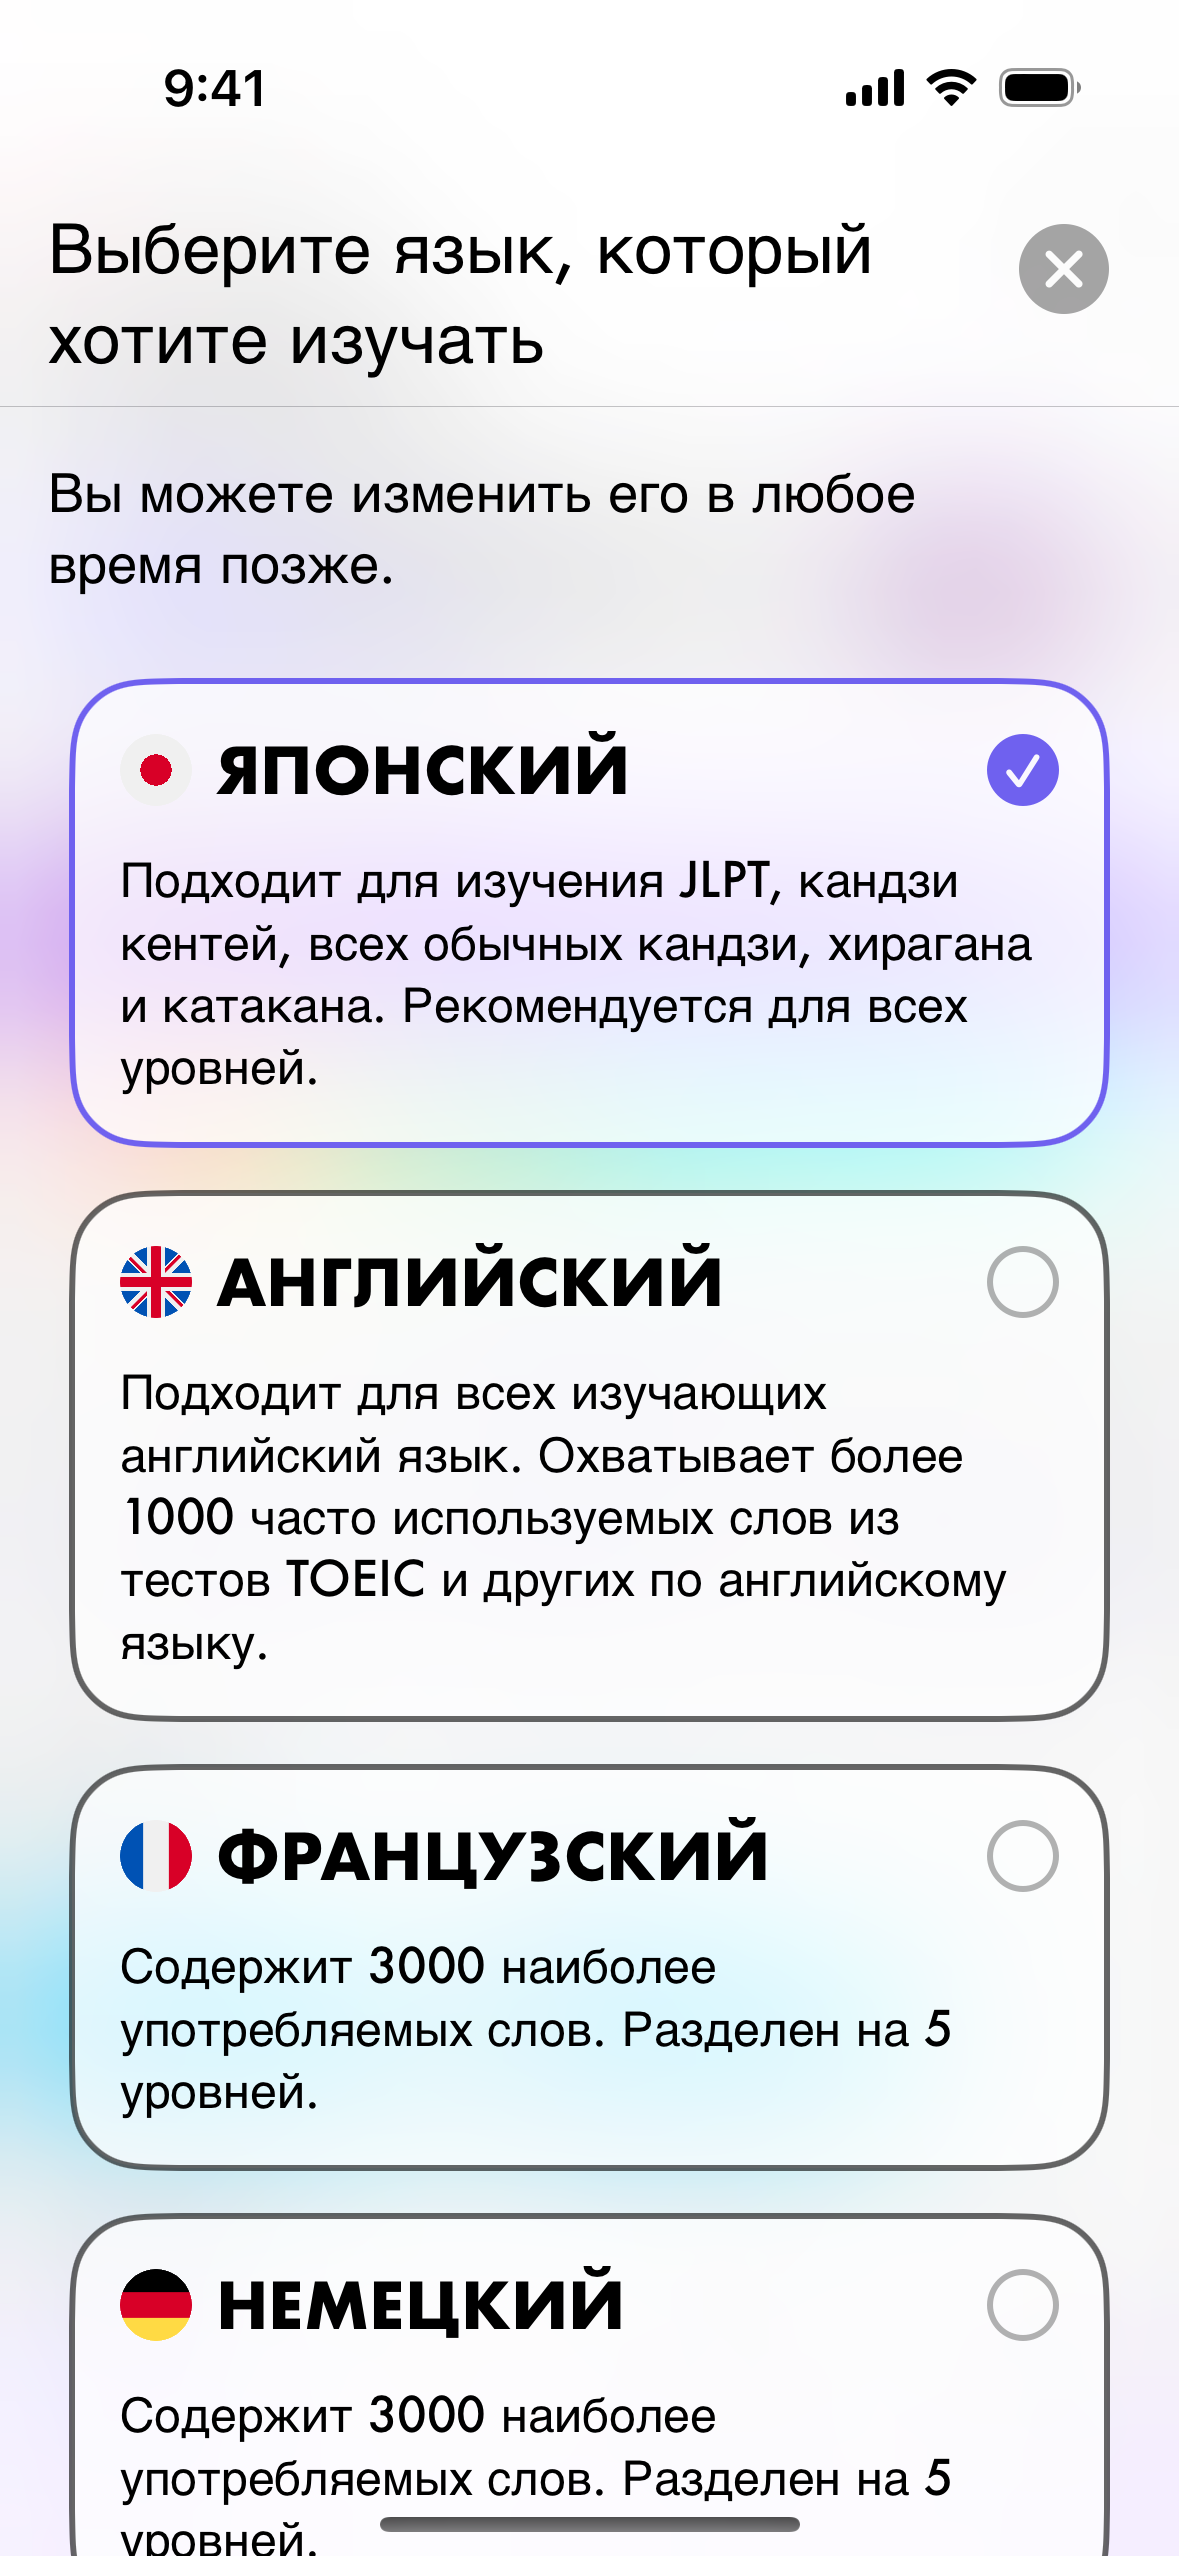 9:41
Выберите язык, который
хотите изучать
Вы можете изменить его в любое
время позже.
ЯПОНСКИЙ
Подходит для изучения JLPT, кандзи
кентей, всех обычных кандзи, хирагана
и катакана. Рекомендуется для всех
уровней.
АНГЛИЙСКИЙ
Подходит для всех изучающих
английский язык. Охватывает более
1000 часто используемых слов из
тестов TOEIC и других по английскому
языку.
ФРАНЦУЗСКИЙ
Содержит 3000 наиболее
употребляемых слов. Разделен на 5
уровней.
НЕМЕЦКИЙ
Содержит 3000 наиболее
употребляемых слов. Разделен на 5
уровней.